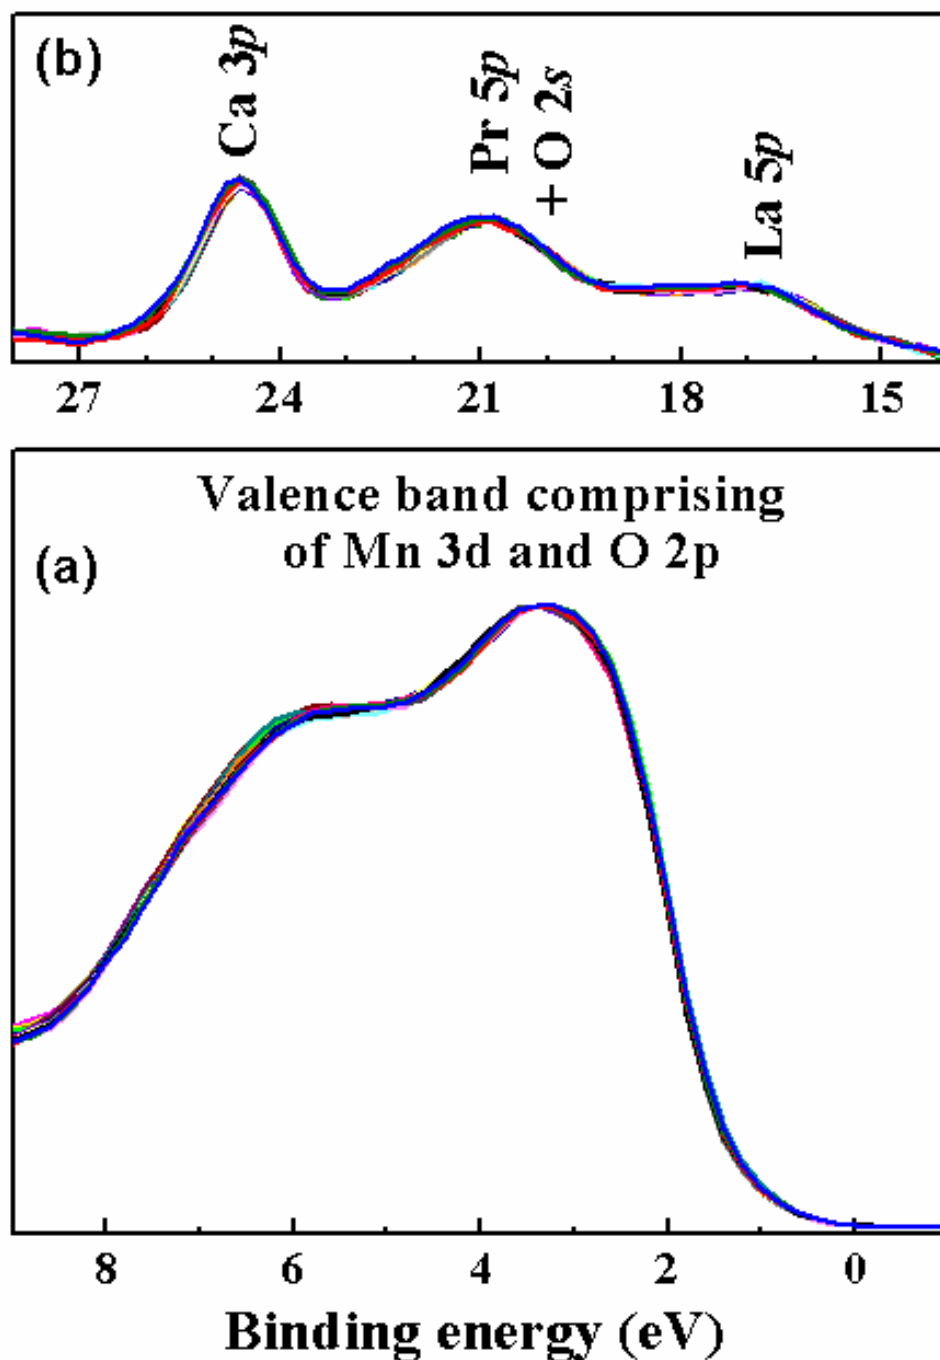 (b)
Ca 3p
Pr 5p
+ O 2s
La 5p
27 24 21 18 15
Valence band comprising
of Mn 3d and O 2p
(a)
8 6 4 2 0
Binding energy (eV)